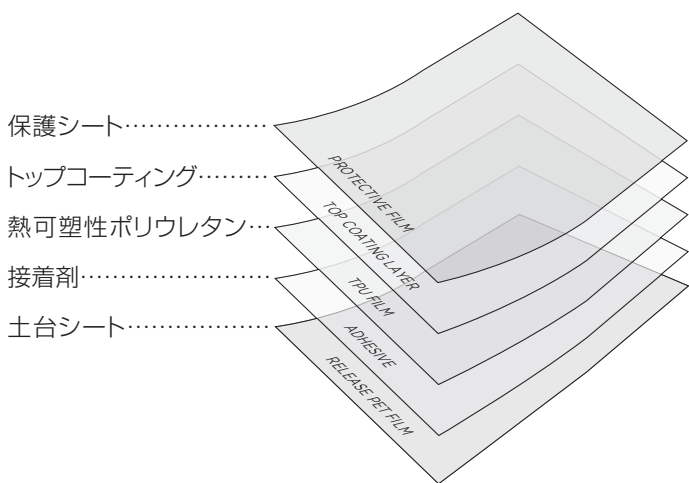 保護シート………………
トップコーティング………
熱可塑性ポリウレタン…
接着剤………………………
土台シート………………
PROTECTIVE FILM
TOP COATING LAYER
TPU FILM
ADHESIVE
RELEASE PET FILM